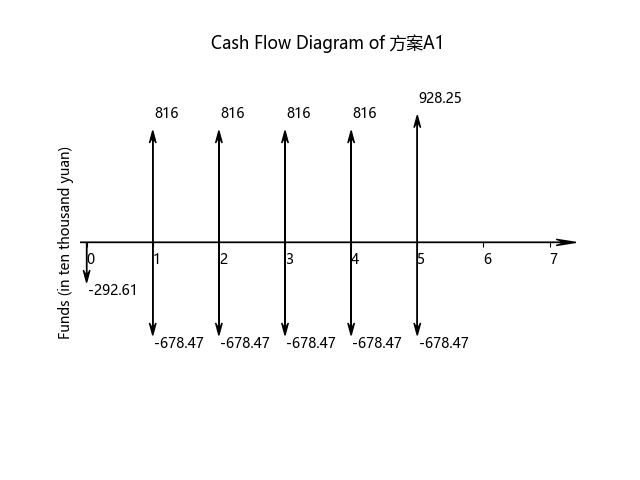 Cash Flow Diagram of 方案A1
928.25
816 816 816 816
Funds (in ten thousand yuan)
0 1 2 3 4 5 6 7
-292.61
-678.47 -678.47 -678.47 -678.47 -678.47